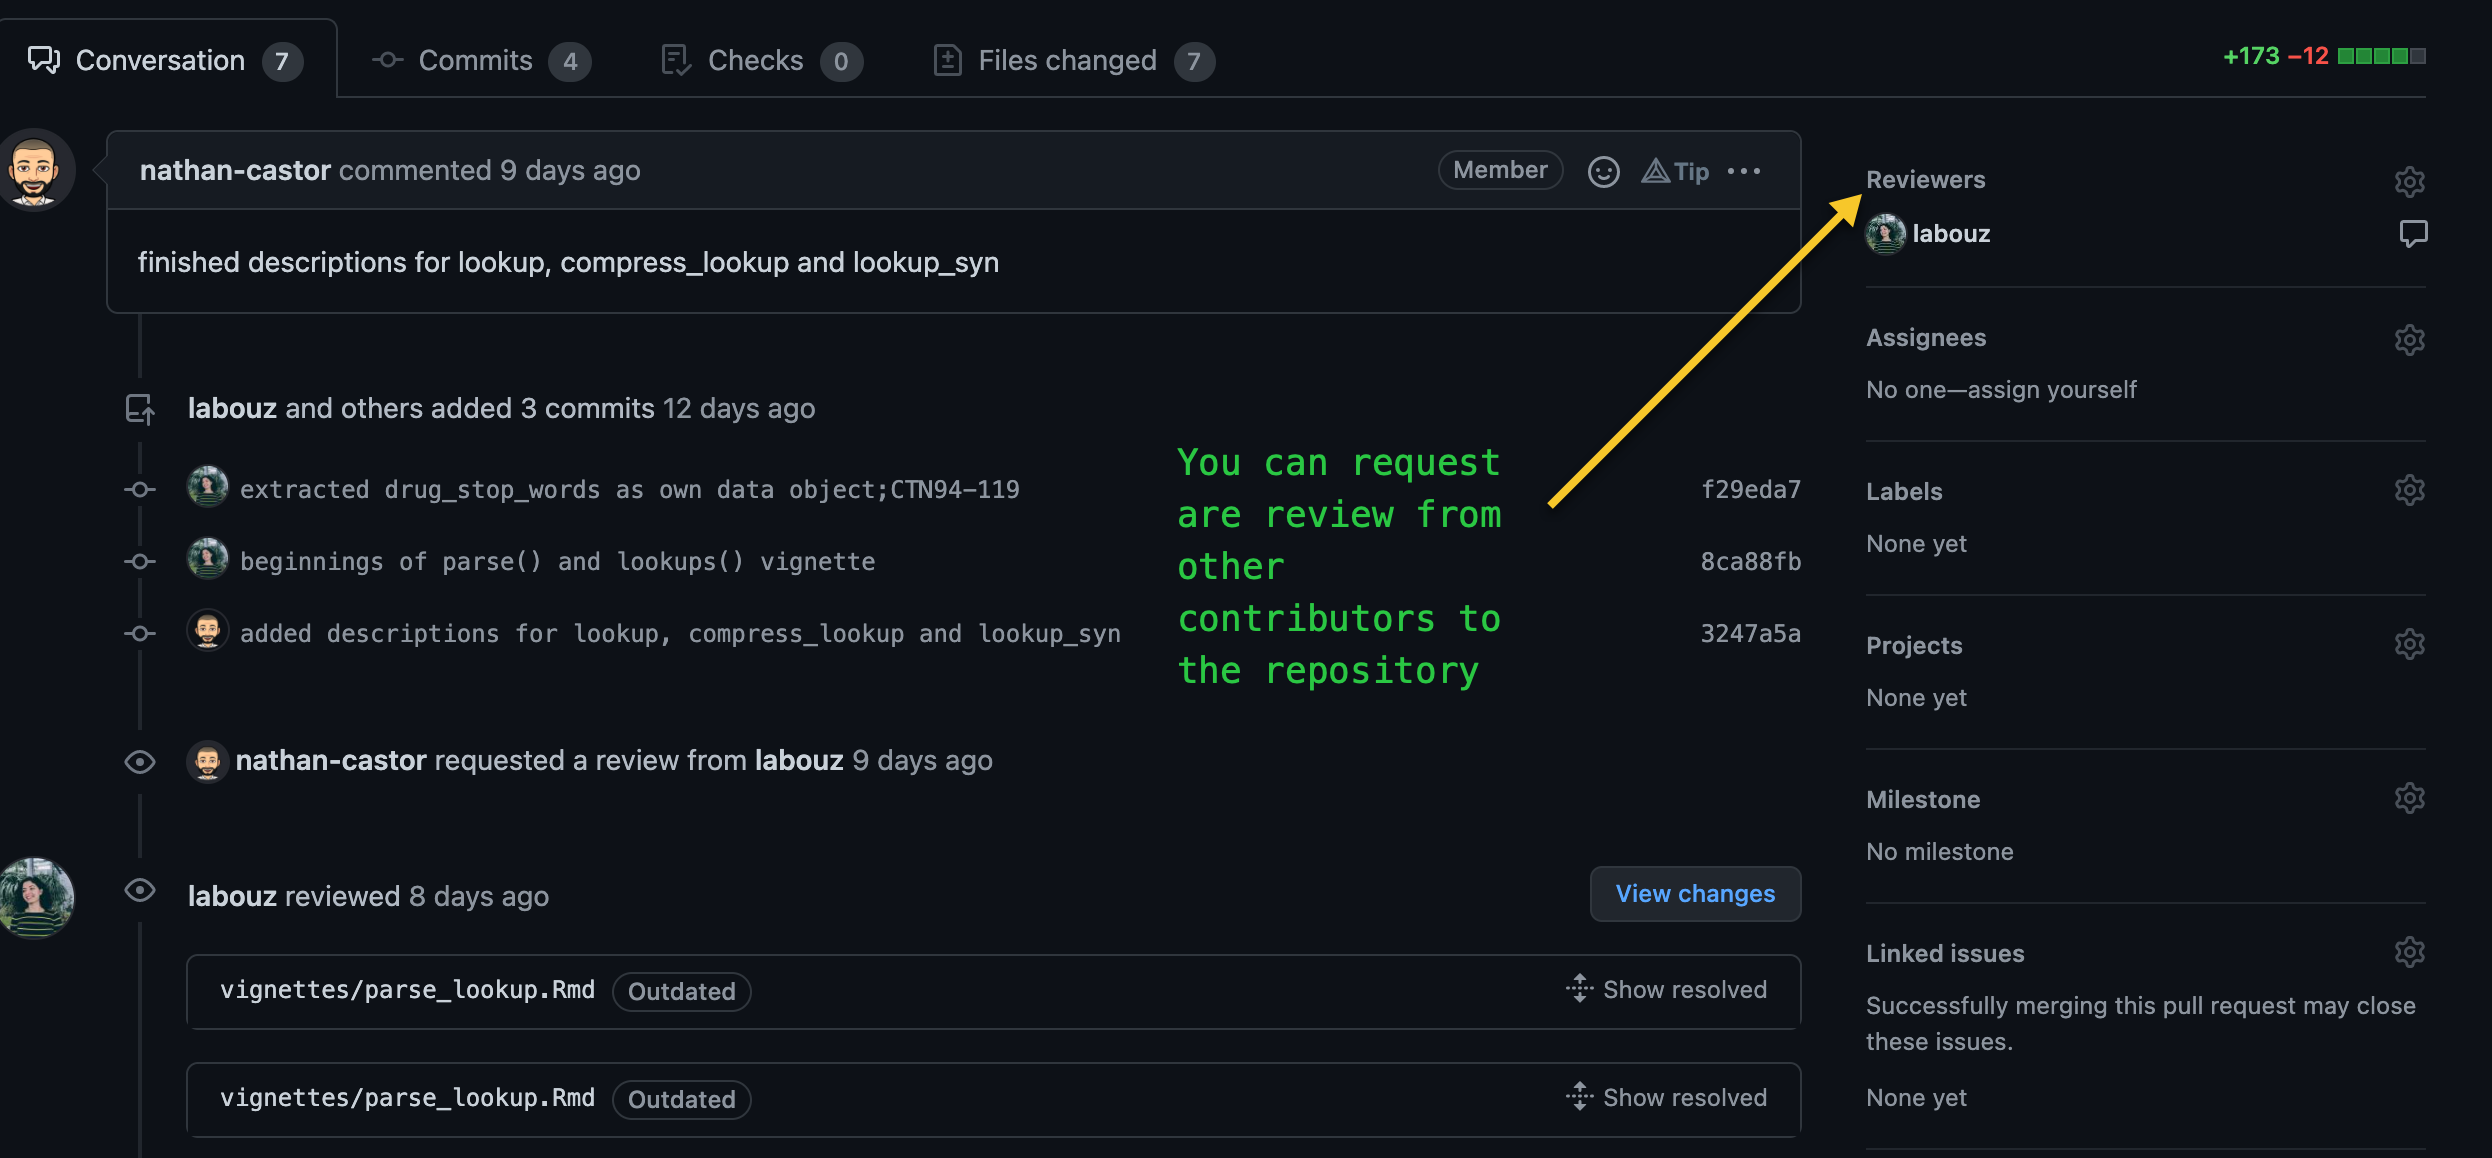 Conversation 7 Commits 4 Checks 0 Files changed 7 +173 −12
nathan-castor commented 9 days ago Member Tip
finished descriptions for lookup, compress_lookup and lookup_syn
labouz and others added 3 commits 12 days ago
extracted drug_stop_words as own data object;CTN94-119 f29eda7
beginnings of parse() and lookups() vignette 8ca88fb
added descriptions for lookup, compress_lookup and lookup_syn 3247a5a
You can request
are review from
other
contributors to
the repository
nathan-castor requested a review from labouz 9 days ago
labouz reviewed 8 days ago View changes
vignettes/parse_lookup.Rmd Outdated Show resolved
vignettes/parse_lookup.Rmd Outdated Show resolved
Reviewers
labouz
Assignees
No one—assign yourself
Labels
None yet
Projects
None yet
Milestone
No milestone
Linked issues
Successfully merging this pull request may close
these issues.
None yet